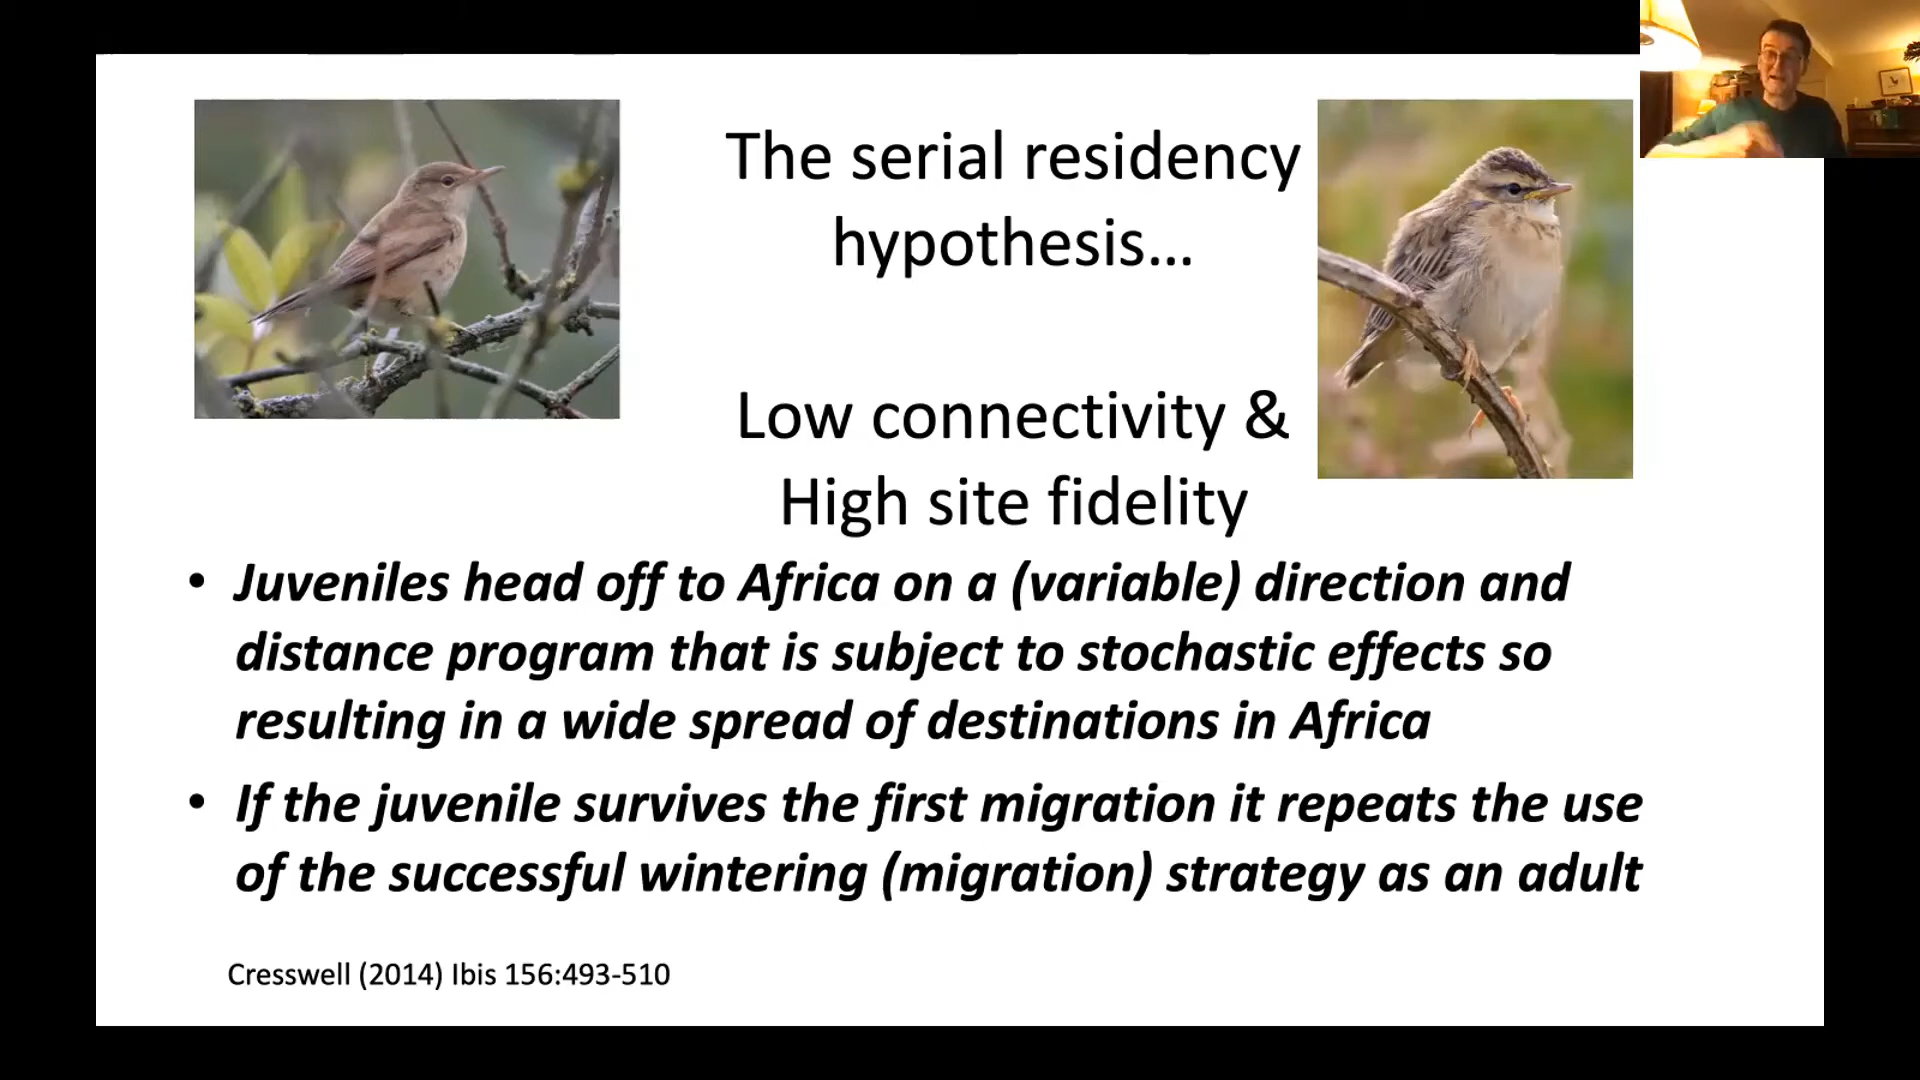 The serial residency
hypothesis...
Low connectivity &
High site fidelity
• Juveniles head off to Africa on a (variable) direction and
distance program that is subject to stochastic effects so
resulting in a wide spread of destinations in Africa
• If the juvenile survives the first migration it repeats the use
of the successful wintering (migration) strategy as an adult
Cresswell (2014) Ibis 156:493-510